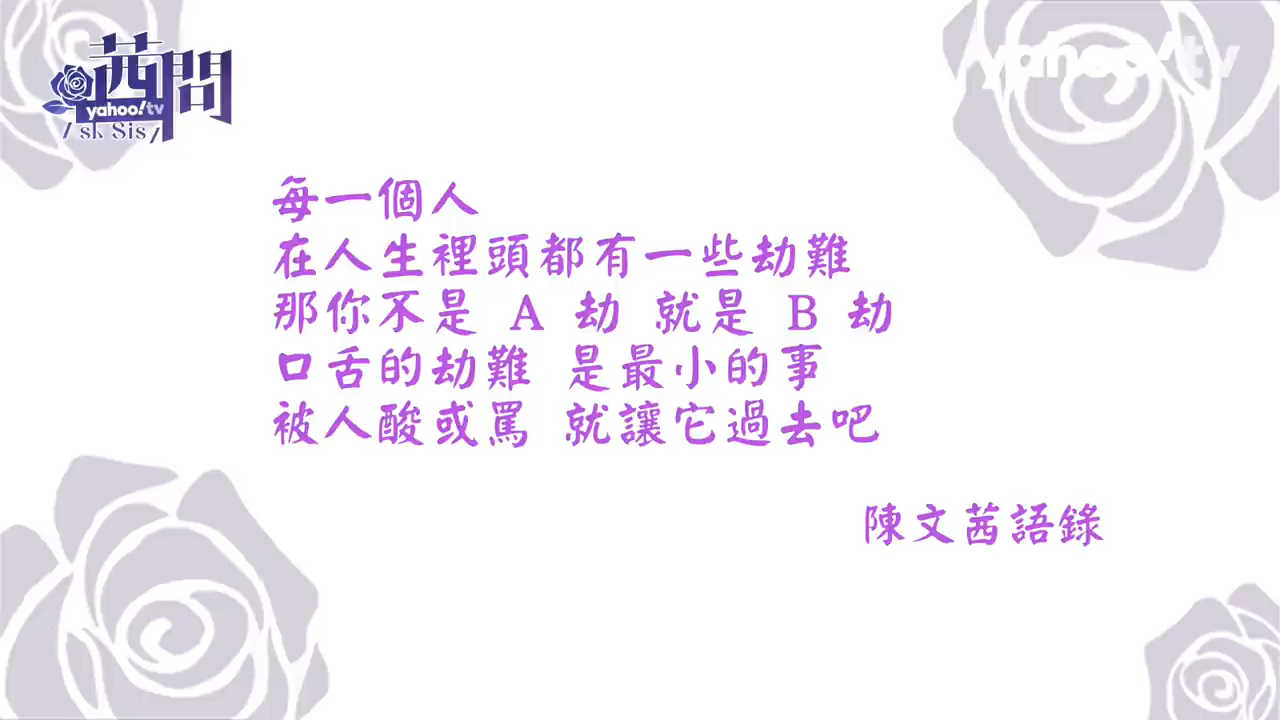 茜問
yahoo!tv
yahoo!tv
每一個人
在人生裡頭都有一些劫難
那你不是 A 劫 就是 B 劫
口舌的劫難 是最小的事
被人酸或罵 就讓它過去吧
陳文茜語錄